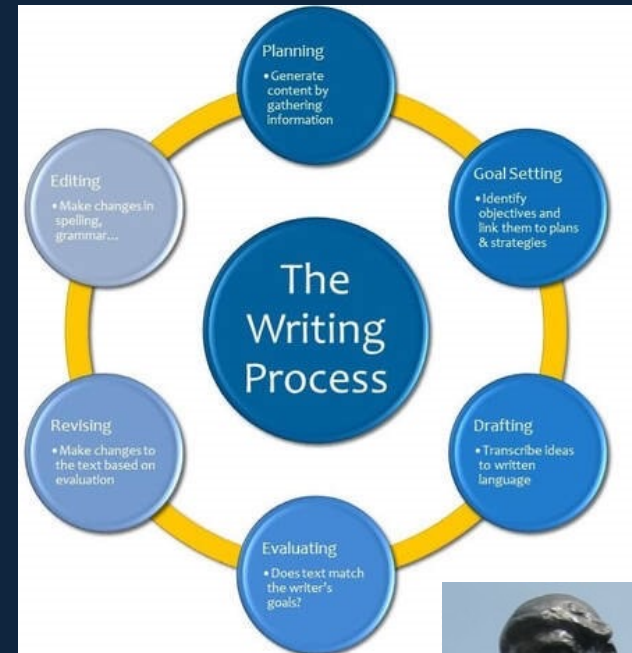 Planning
•Generate
content by
gathering
information
Goal Setting
•Identify
objectives and
link them to plans
& strategies
Drafting
•Transcribe ideas
to written
language
Evaluating
•Does text match
the writer's
goals?
Revising
•Make changes to
the text based on
evaluation
Editing
•Make changes in
spelling,
grammar...
The
Writing
Process